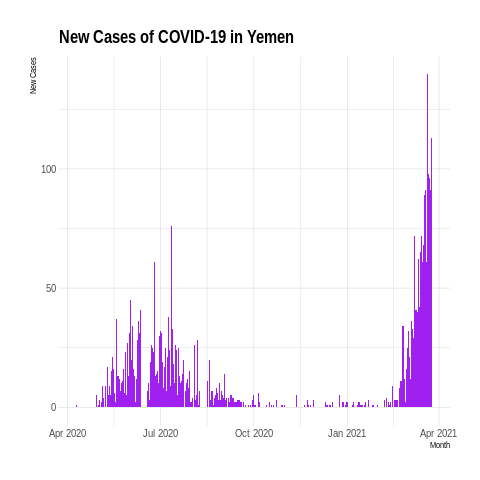 New Cases of COVID-19 in Yemen
New Cases
100
50
0
Apr 2020 Jul 2020 Oct 2020 Jan 2021 Apr 2021
Month